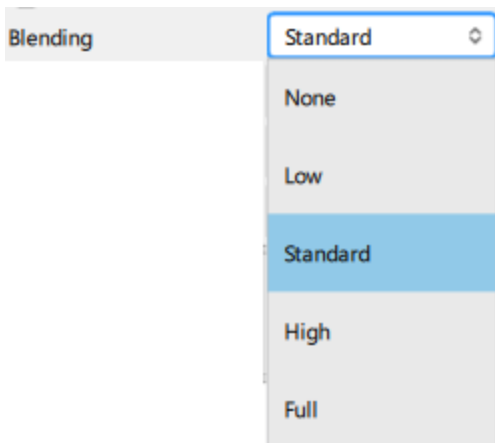 Blending
Standard
None
Low
Standard
High
Full